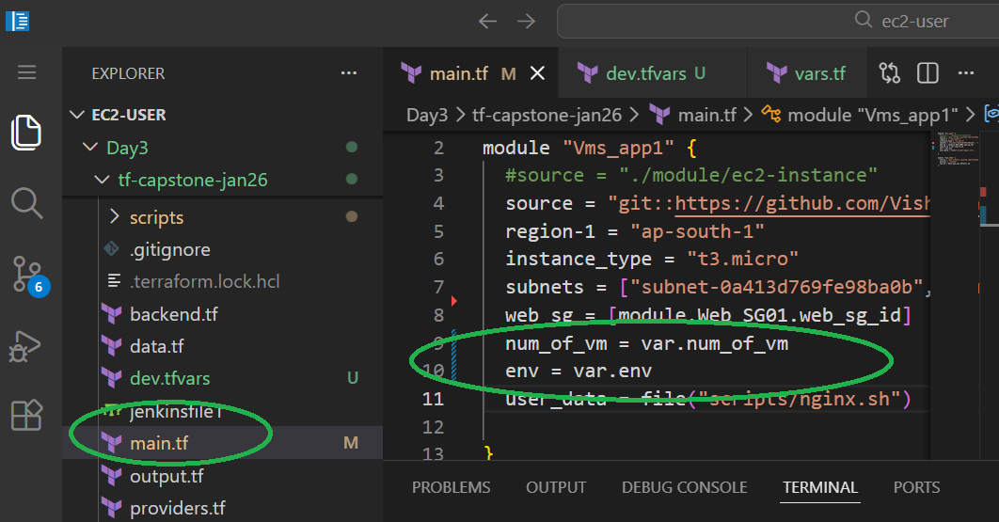 ec2-user
EXPLORER
EC2-USER
Day3
tf-capstone-jan26
scripts
.gitignore
.terraform.lock.hcl
backend.tf
data.tf
dev.tfvars U
jenkinsfile1
main.tf M
output.tf
providers.tf
6
main.tf M
dev.tfvars U
vars.tf
Day3 > tf-capstone-jan26 > main.tf > module "Vms_app1" >
2 module "Vms_app1" {
3 #source = "./module/ec2-instance"
4 source = "git::https://github.com/Vish
5 region-1 = "ap-south-1"
6 instance_type = "t3.micro"
7 subnets = ["subnet-0a413d769fe98ba0b",
8 web_sg = [module.Web_SG01.web_sg_id]
9 num_of_vm = var.num_of_vm
10 env = var.env
11 user_data = file("scripts/nginx.sh")
12
13 }
PROBLEMS OUTPUT DEBUG CONSOLE TERMINAL PORTS